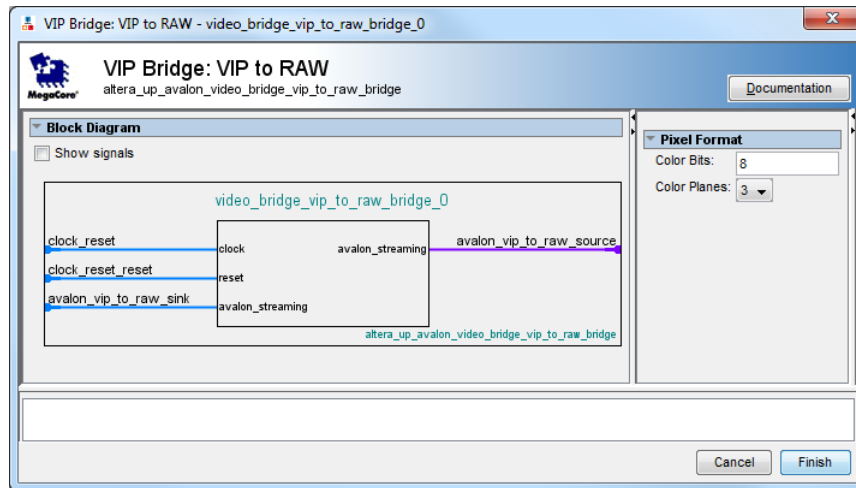 VIP Bridge: VIP to RAW - video_bridge_vip_to_raw_bridge_0
VIP Bridge: VIP to RAW
altera_up_avalon_video_bridge_vip_to_raw_bridge
MegaCore'
Documentation
Block Diagram
Show signals
video_bridge_vip_to_raw_bridge_0
clock_reset
clock
avalon_streaming
avalon_vip_to_raw_source
clock_reset_reset
reset
avalon_vip_to_raw_sink
avalon_streaming
altera_up_avalon_video_bridge_vip_to_raw_bridge
Pixel Format
Color Bits: 8
Color Planes: 3
Cancel
Finish